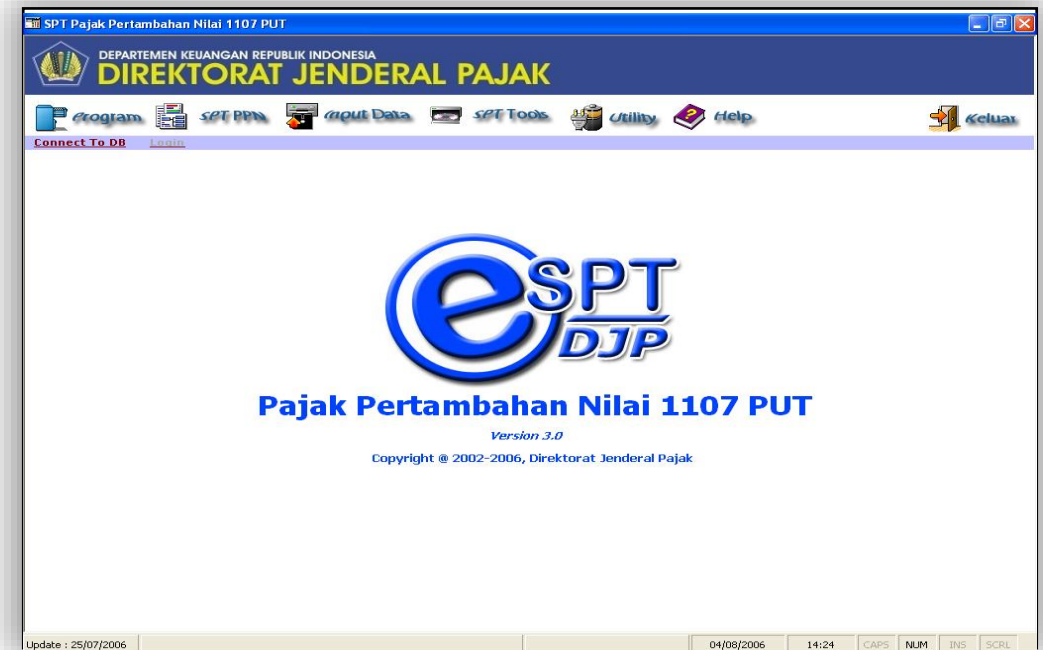 SPT Pajak Pertambahan Nilai 1107 PUT
DEPARTEMEN KEUANGAN REPUBLIK INDONESIA
DIREKTORAT JENDERAL PAJAK
Program SPT PPN Input Data SPT Tools Utility Help Keluar
Connect To DB Login
eSPT
DJP
Pajak Pertambahan Nilai 1107 PUT
Version 3.0
Copyright @ 2002-2006, Direktorat Jenderal Pajak
Update : 25/07/2006 04/08/2006 14:24 CAPS NUM INS SCRL